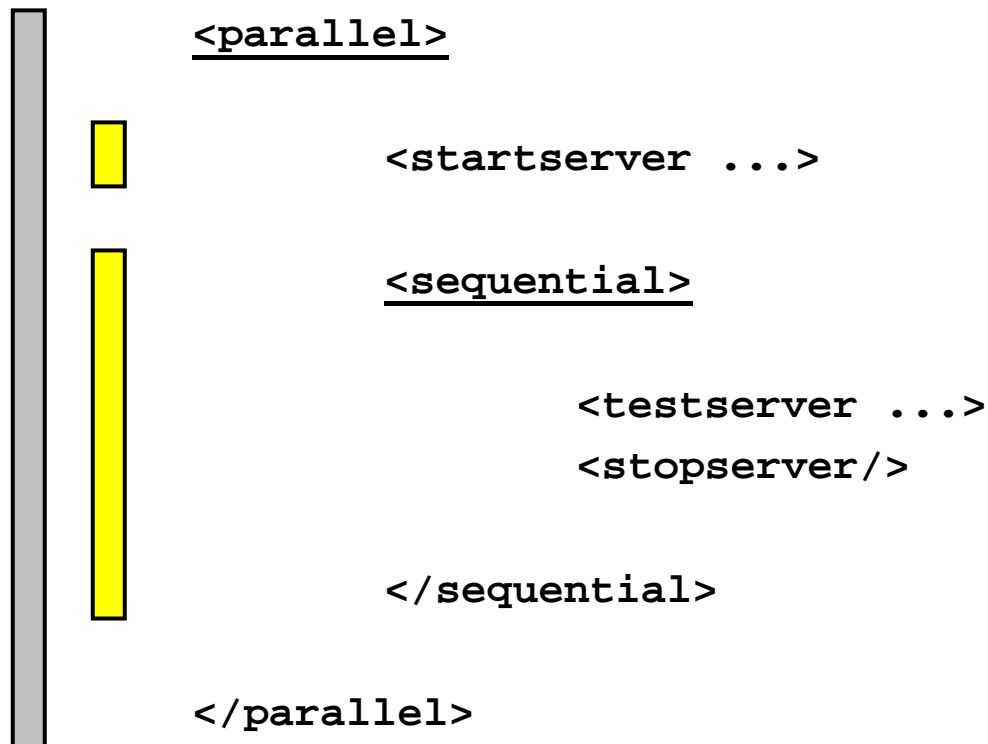 <parallel>
<startserver ...>
<sequential>
<testserver ...>
<stopserver/>
</sequential>
</parallel>